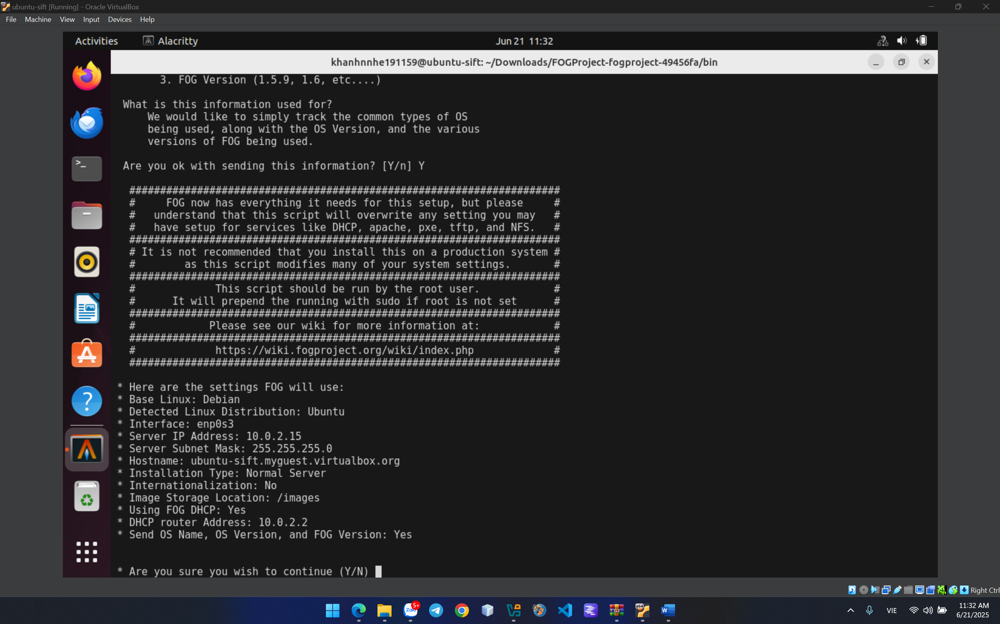 ubuntu-sift [Running] - Oracle VirtualBox
File Machine View Input Devices Help
Activities Alacritty Jun 21 11:32
khanhnnhe191159@ubuntu-sift: ~/Downloads/FOGProject-fogproject-49456fa/bin
3. FOG Version (1.5.9, 1.6, etc....)
What is this information used for?
We would like to simply track the common types of OS
being used, along with the OS Version, and the various
versions of FOG being used.
Are you ok with sending this information? [Y/n] Y
######################################################################
# FOG now has everything it needs for this setup, but please #
# understand that this script will overwrite any setting you may #
# have setup for services like DHCP, apache, pxe, tftp, and NFS. #
######################################################################
# It is not recommended that you install this on a production system #
# as this script modifies many of your system settings. #
######################################################################
# This script should be run by the root user. #
# It will prepend the running with sudo if root is not set #
######################################################################
# Please see our wiki for more information at: #
######################################################################
# https://wiki.fogproject.org/wiki/index.php #
######################################################################
* Here are the settings FOG will use:
* Base Linux: Debian
* Detected Linux Distribution: Ubuntu
* Interface: enp0s3
* Server IP Address: 10.0.2.15
* Server Subnet Mask: 255.255.255.0
* Hostname: ubuntu-sift.myguest.virtualbox.org
* Installation Type: Normal Server
* Internationalization: No
* Image Storage Location: /images
* Using FOG DHCP: Yes
* DHCP router Address: 10.0.2.2
* Send OS Name, OS Version, and FOG Version: Yes
* Are you sure you wish to continue (Y/N)
Right Ctrl
Zalo 5+
x64
W
VIE
11:32 AM
6/21/2025